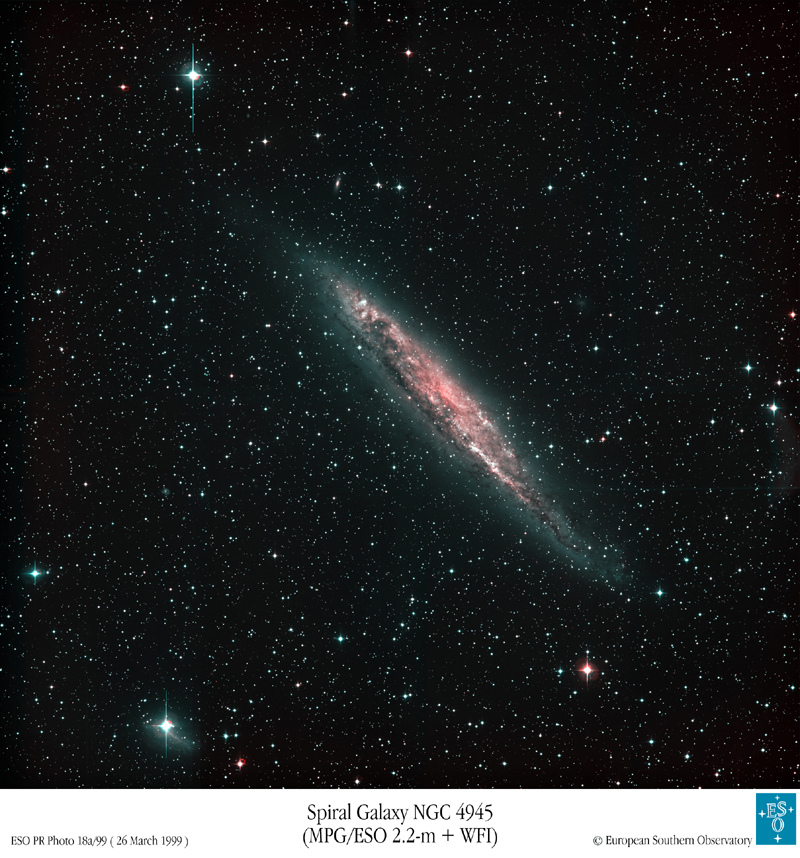 Spiral Galaxy NGC 4945
(MPG/ESO 2.2-m + WFI)
ESO PR Photo 18a/99 ( 26 March 1999 )
© European Southern Observatory
ESO